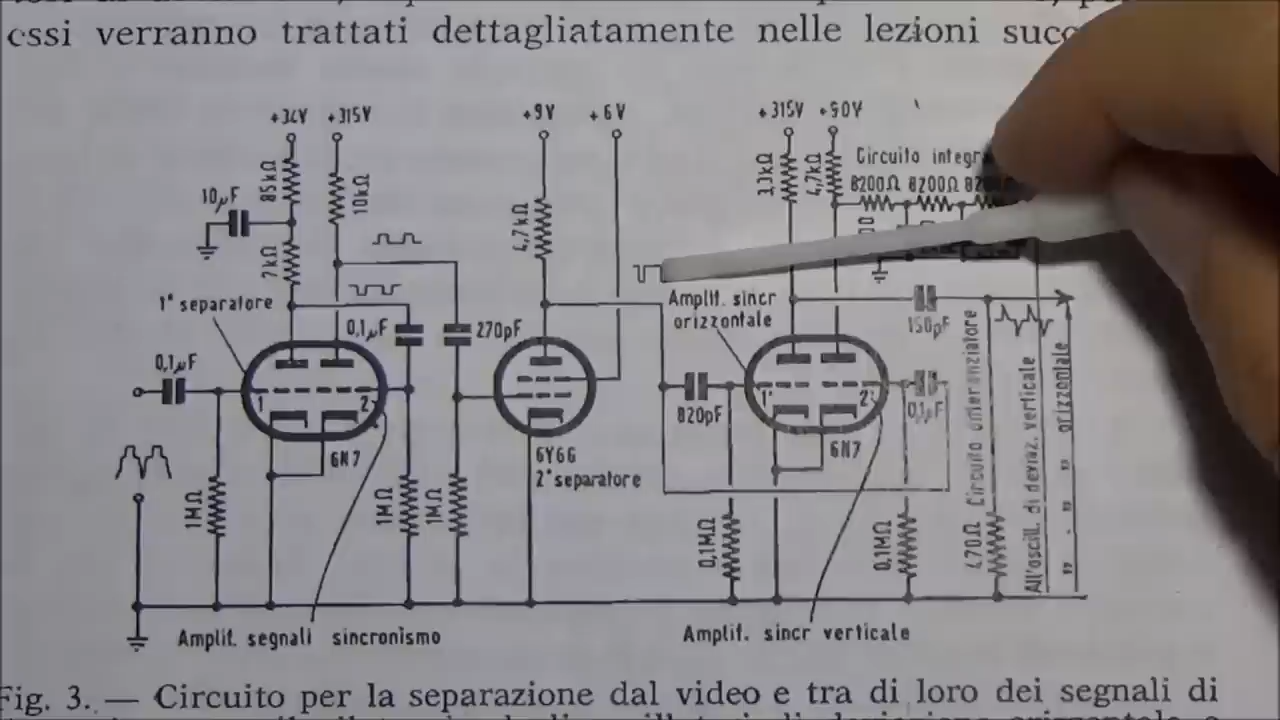 essi verranno trattati dettagliatamente nelle lezioni
+34V +315V +9V +6V +315V +90V
Circuito
10µF 85kΩ 10kΩ 4,7kΩ 3,3kΩ 4,7kΩ 8200Ω 8200Ω
7kΩ
1° separatore 0,1µF 270pF Amplif. sincr
orizzontale 150pF
0,1µF
1 2 1' 2'
820pF 0,1µF
6N7 6Y6G 6N7
2° separatore
1MΩ 1MΩ 1MΩ 0,1MΩ 0,1MΩ 470Ω
Circuito differenziatore
All'oscill. di deviaz. verticale
" " " orizzontale
Amplif. segnali sincronismo Amplif. sincr verticale
Fig. 3. — Circuito per la separazione dal video e tra di loro dei segnali di